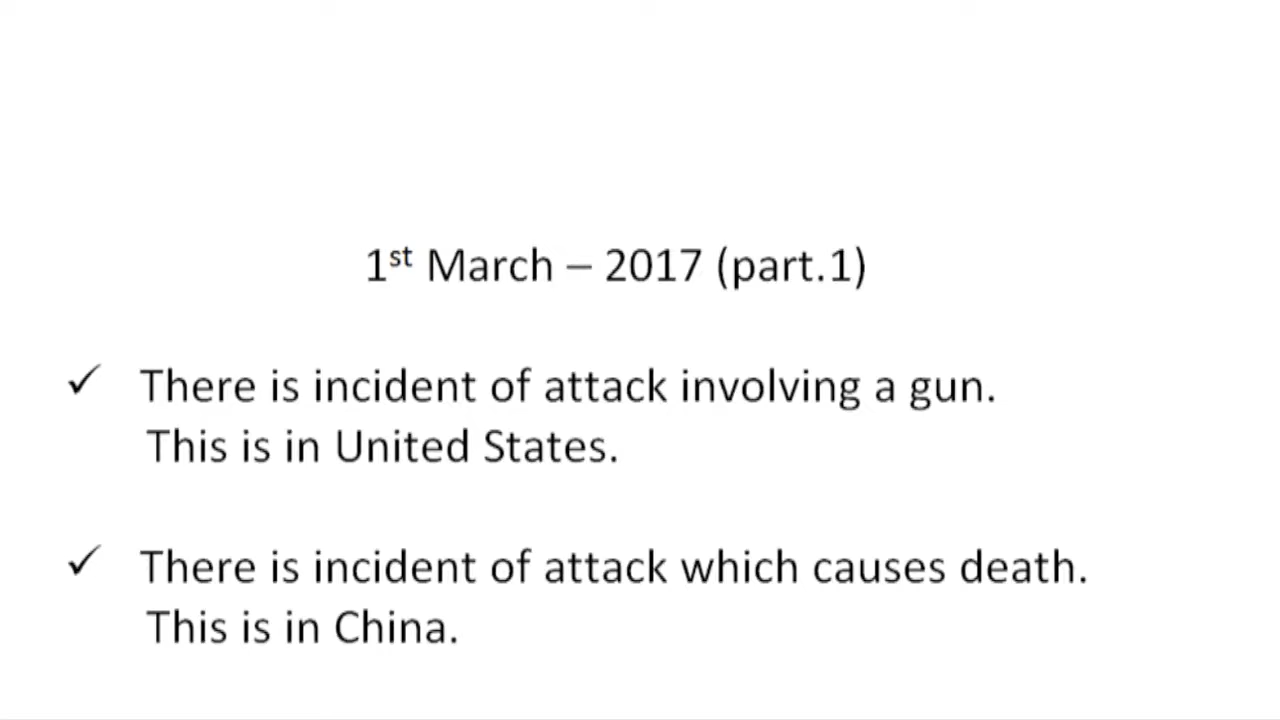 1st March – 2017 (part.1)
✓ There is incident of attack involving a gun.
This is in United States.
✓ There is incident of attack which causes death.
This is in China.